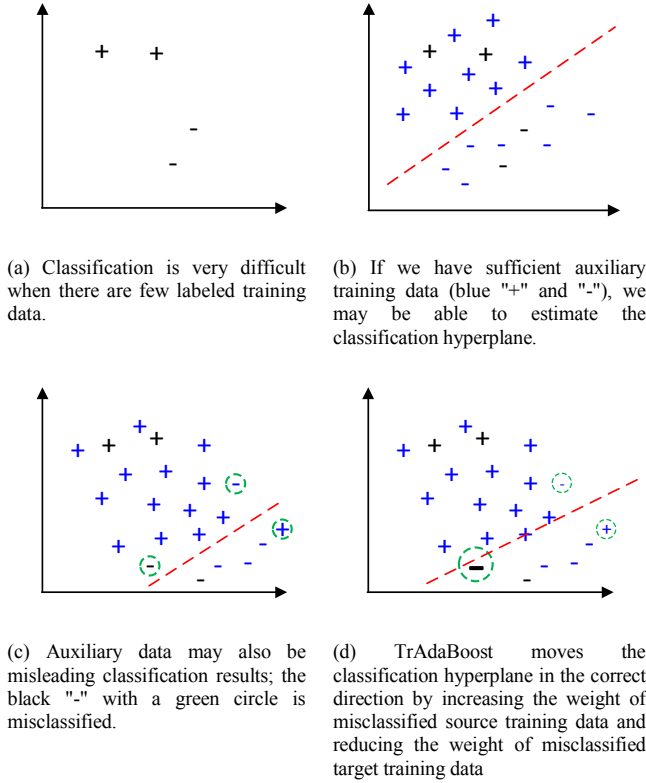 (a) Classification is very difficult
when there are few labeled training
data.
(b) If we have sufficient auxiliary
training data (blue "+" and "-"), we
may be able to estimate the
classification hyperplane.
(c) Auxiliary data may also be
misleading classification results; the
black "-" with a green circle is
misclassified.
(d) TrAdaBoost moves the
classification hyperplane in the correct
direction by increasing the weight of
misclassified source training data and
reducing the weight of misclassified
target training data